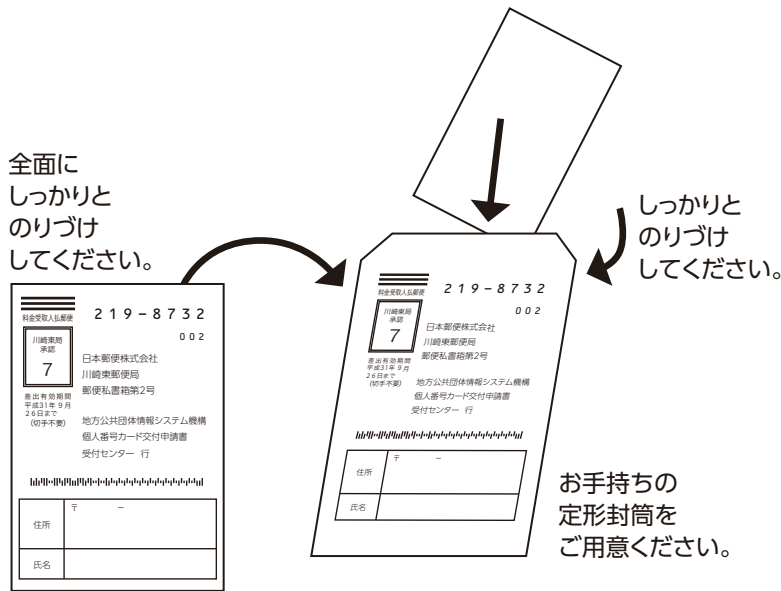 全面に
しっかりと
のりづけ
してください。
料金受取人払郵便
川崎東局
承認
7
差出有効期間
平成31年9月
26日まで
(切手不要)
219-8732
002
日本郵便株式会社
川崎東郵便局
郵便私書箱第2号
地方公共団体情報システム機構
個人番号カード交付申請書
受付センター 行
住所
〒 −
氏名
しっかりと
のりづけ
してください。
料金受取人払郵便
川崎東局
承認
7
差出有効期間
平成31年9月
26日まで
(切手不要)
219-8732
002
日本郵便株式会社
川崎東郵便局
郵便私書箱第2号
地方公共団体情報システム機構
個人番号カード交付申請書
受付センター 行
住所
〒 −
氏名
お手持ちの
定形封筒を
ご用意ください。